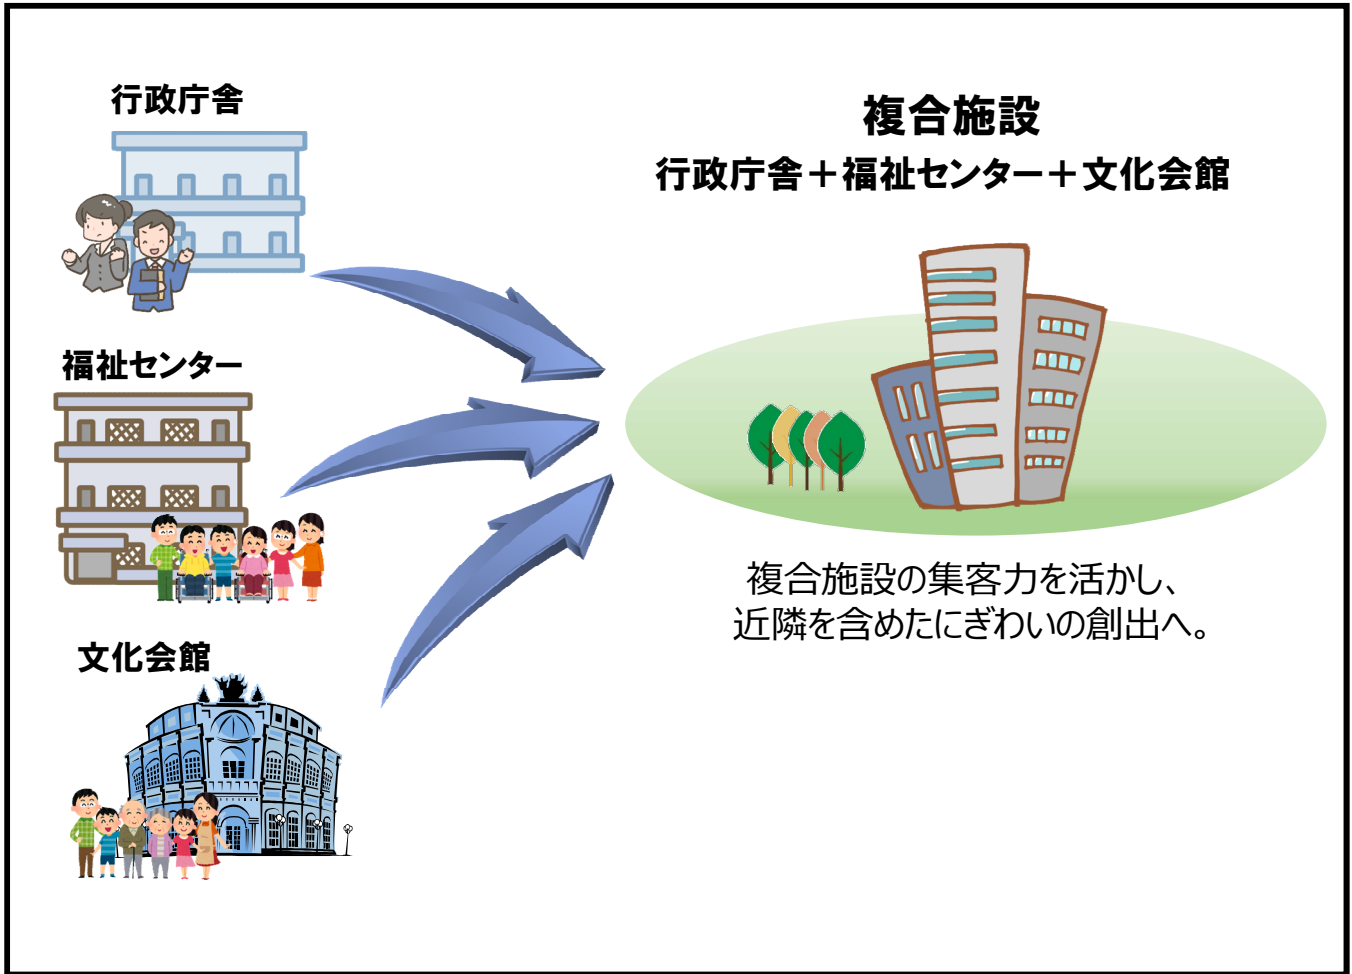 行政庁舎
福祉センター
文化会館
複合施設
行政庁舎＋福祉センター＋文化会館
複合施設の集客力を活かし、
近隣を含めたにぎわいの創出へ。